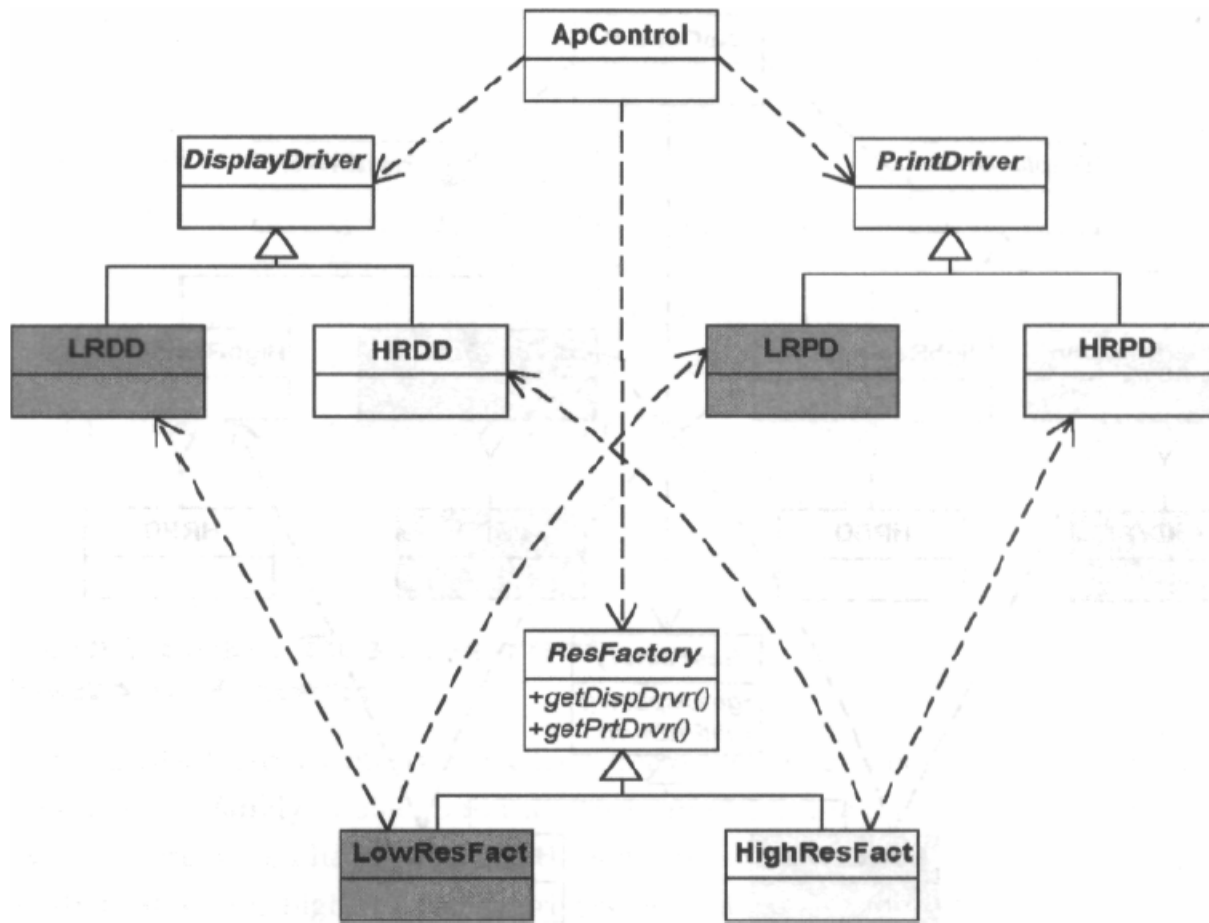 ApControl
DisplayDriver
PrintDriver
LRDD
HRDD
LRPD
HRPD
ResFactory
+getDispDrvr()
+getPrtDrvr()
LowResFact
HighResFact